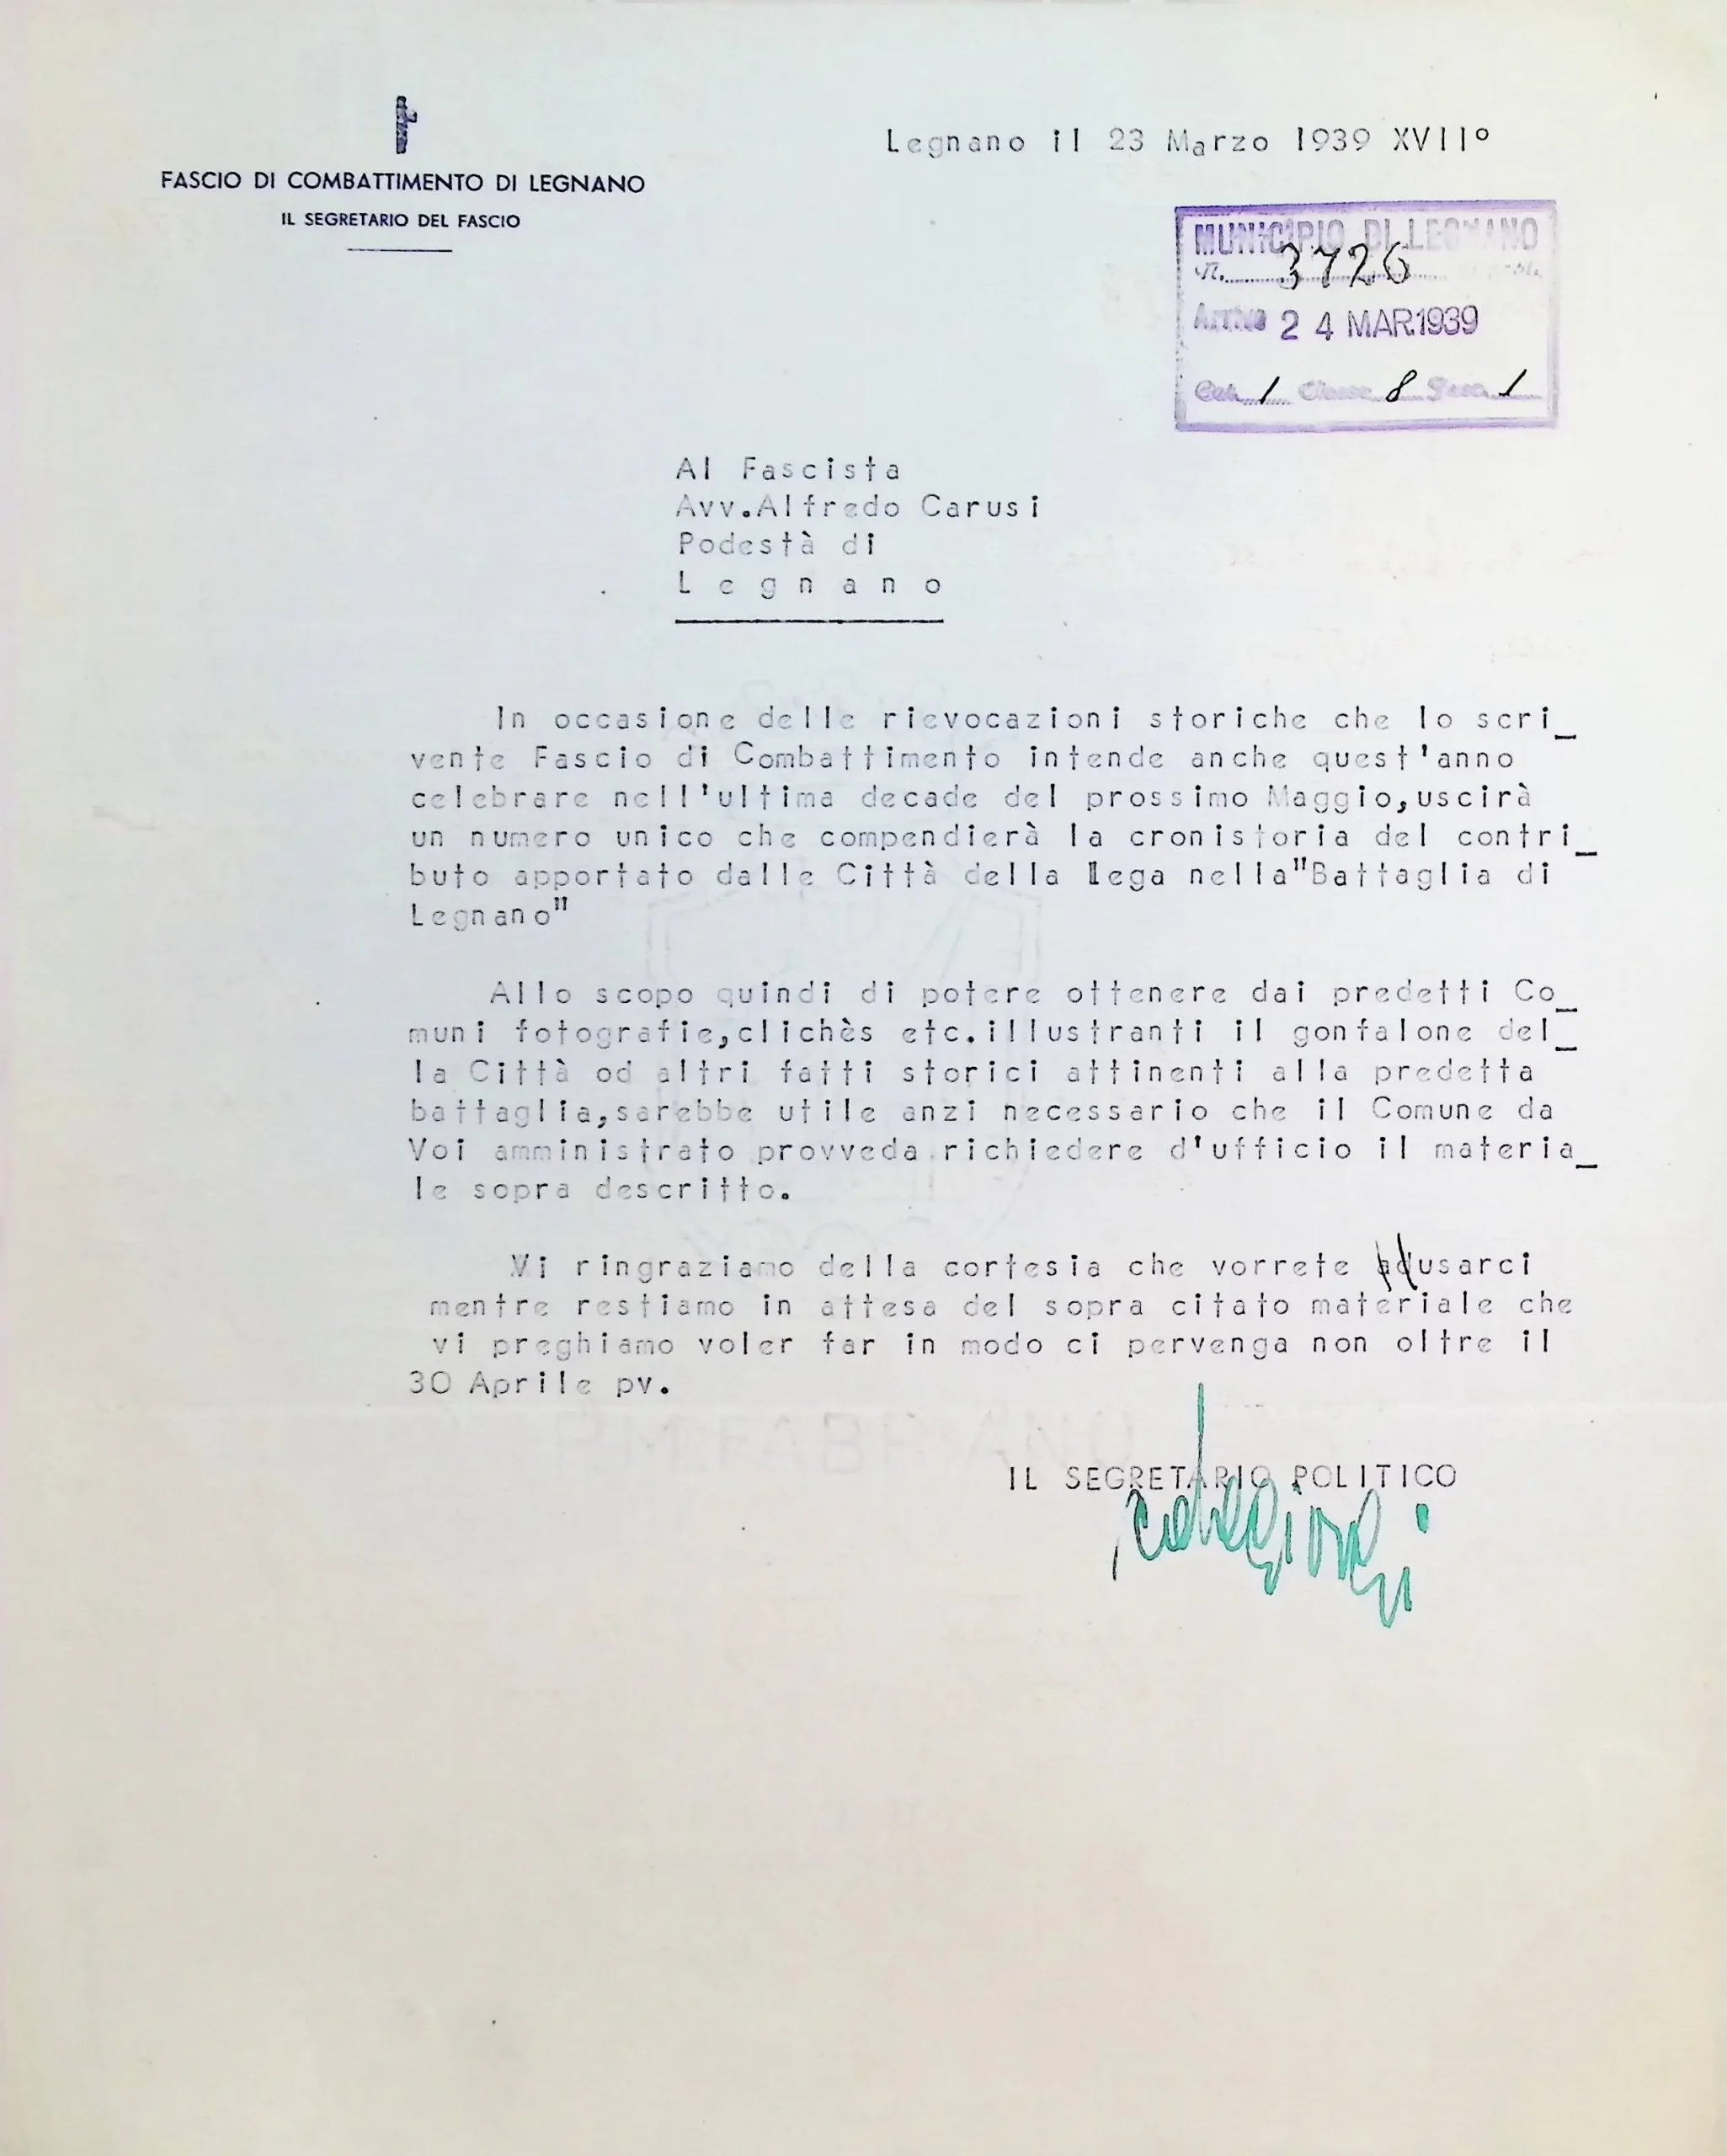 FASCIO DI COMBATTIMENTO DI LEGNANO
IL SEGRETARIO DEL FASCIO
Legnano il 23 Marzo 1939 XVII°
MUNICIPIO DI LEGNANO
N. 3726
Arrivo 24 MAR.1939
Cat. 1 Classe 8 Fasc. 1
Al Fascista
Avv.Alfredo Carusi
Podestà di
Legnano
In occasione delle rievocazioni storiche che lo scri_
vente Fascio di Combattimento intende anche quest'anno
celebrare nell'ultima decade del prossimo Maggio,uscirà
un numero unico che compendierà la cronistoria del contri_
buto apportato dalle Città della Lega nella"Battaglia di
Legnano"
Allo scopo quindi di potere ottenere dai predetti Co_
muni fotografie,clichès etc.illustranti il gonfalone del_
la Città od altri fatti storici attinenti alla predetta
battaglia,sarebbe utile anzi necessario che il Comune da
Voi amministrato provveda richiedere d'ufficio il materia_
le sopra descritto.
Vi ringraziamo della cortesia che vorrete adusarci
mentre restiamo in attesa del sopra citato materiale che
vi preghiamo voler far in modo ci pervenga non oltre il
30 Aprile pv.
P.M. FABRIANO
IL SEGRETARIO POLITICO